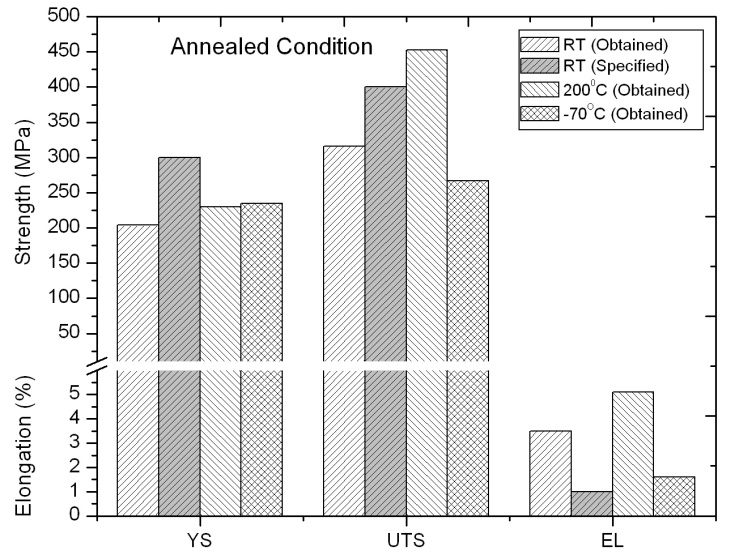 Annealed Condition
RT (Obtained)
RT (Specified)
200⁰C (Obtained)
-70°C (Obtained)
Strength (MPa)
500
450
400
350
300
250
200
150
100
50
Elongation (%)
5
4
3
2
1
0
YS UTS EL